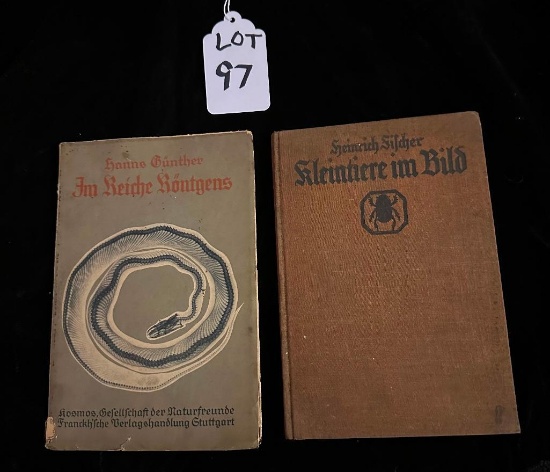 LOT
97
Hanns Günther
Im Reiche Röntgens
Kosmos, Gesellschaft der Naturfreunde
Franckh'sche Verlagshandlung Stuttgart
Heinrich Fischer
Kleintiere im Bild